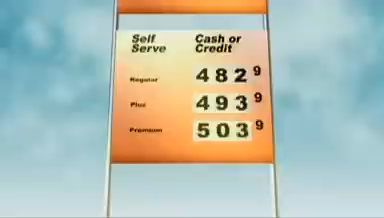 Self Cash or
Serve Credit
Regular 482 9
Plus 493 9
Premium 503 9